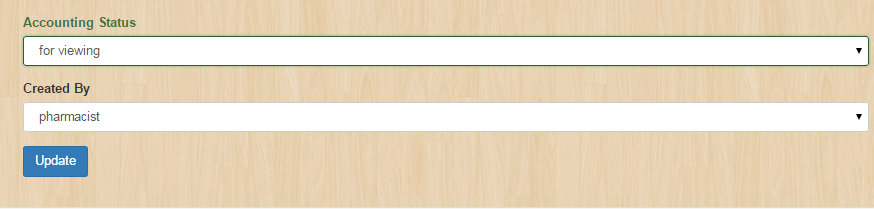 Accounting Status
for viewing
Created By
pharmacist
Update